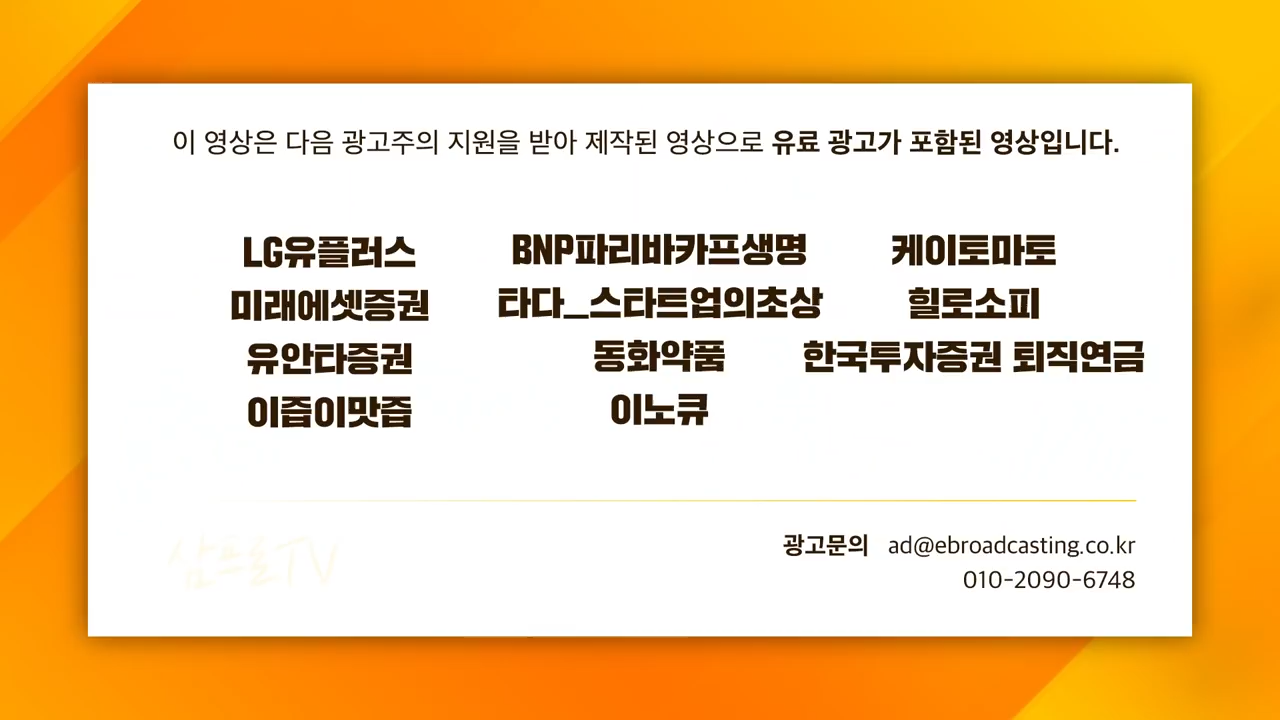 이 영상은 다음 광고주의 지원을 받아 제작된 영상으로 유료 광고가 포함된 영상입니다.
LG유플러스 BNP파리바카프생명 케이토마토
미래에셋증권 타다_스타트업의초상 힐로소피
유안타증권 동화약품 한국투자증권 퇴직연금
이즙이맛즙 이노큐
삼프로TV
광고문의 ad@ebroadcasting.co.kr
010-2090-6748